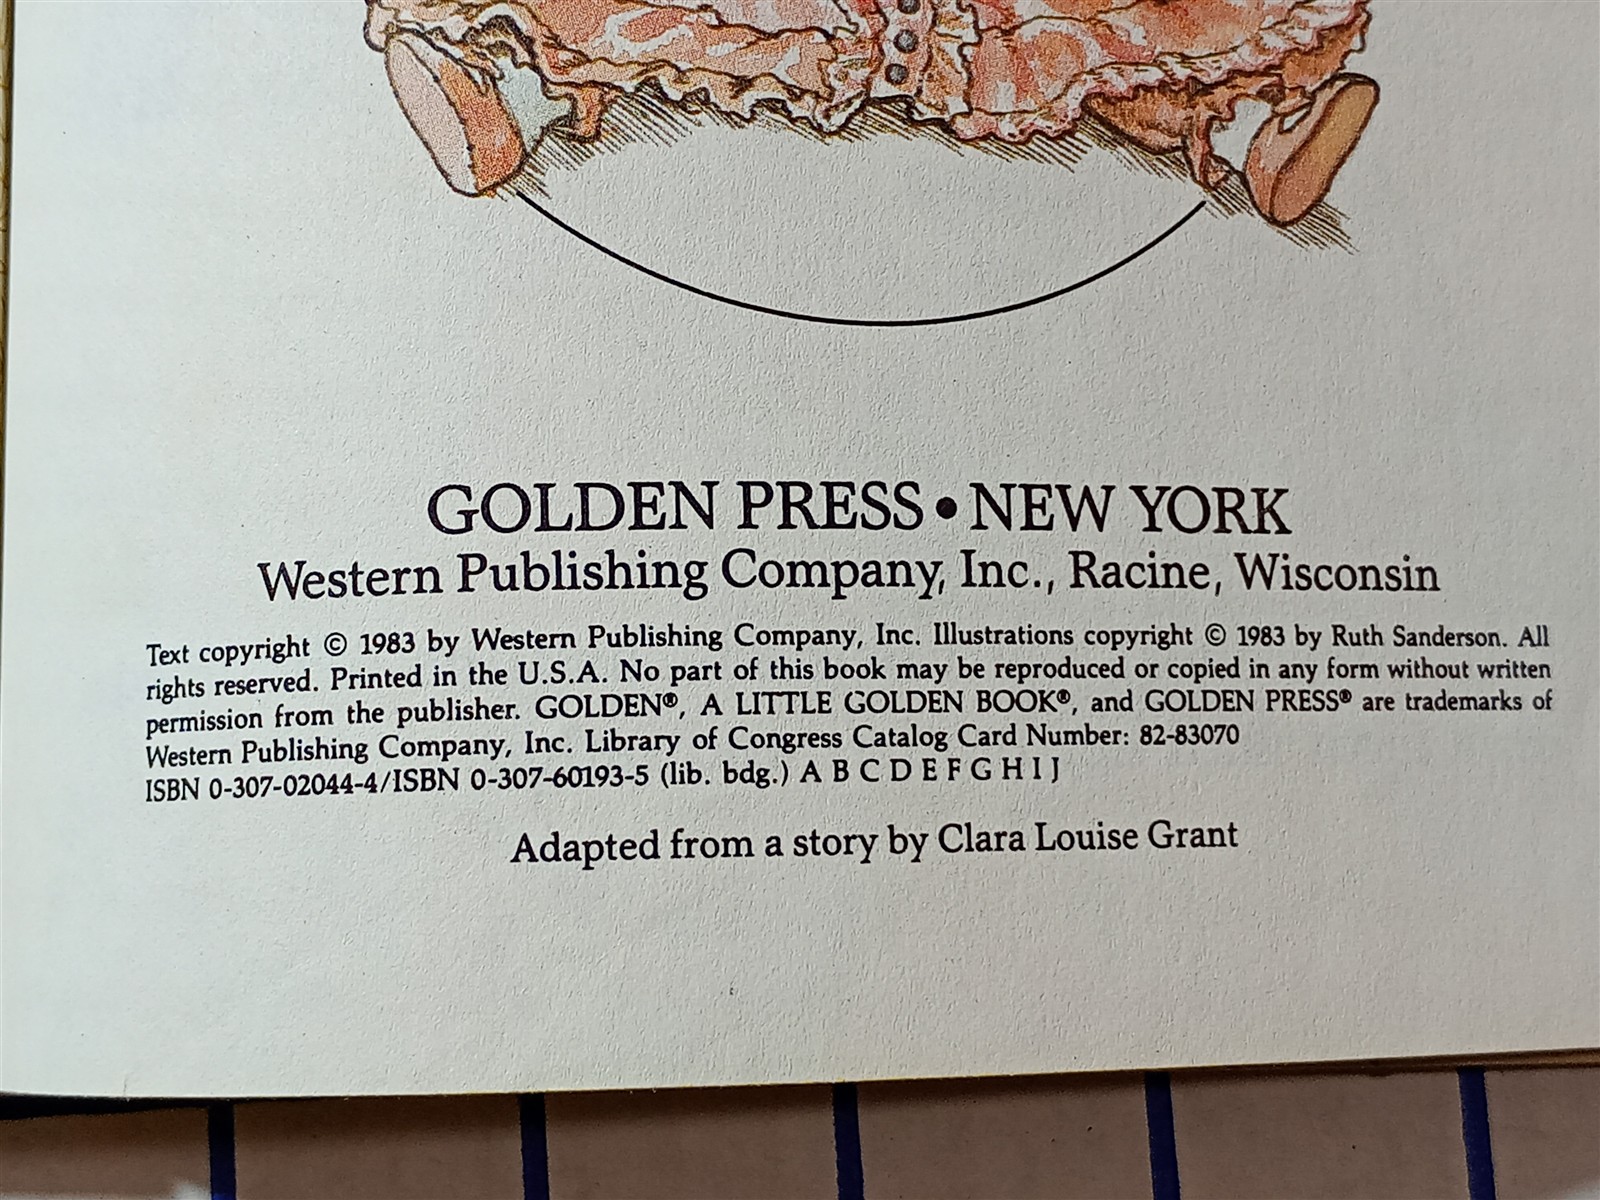 GOLDEN PRESS • NEW YORK
Western Publishing Company, Inc., Racine, Wisconsin
Text copyright © 1983 by Western Publishing Company, Inc. Illustrations copyright © 1983 by Ruth Sanderson. All
rights reserved. Printed in the U.S.A. No part of this book may be reproduced or copied in any form without written
permission from the publisher. GOLDEN®, A LITTLE GOLDEN BOOK®, and GOLDEN PRESS® are trademarks of
Western Publishing Company, Inc. Library of Congress Catalog Card Number: 82-83070
ISBN 0-307-02044-4/ISBN 0-307-60193-5 (lib. bdg.) A B C D E F G H I J
Adapted from a story by Clara Louise Grant